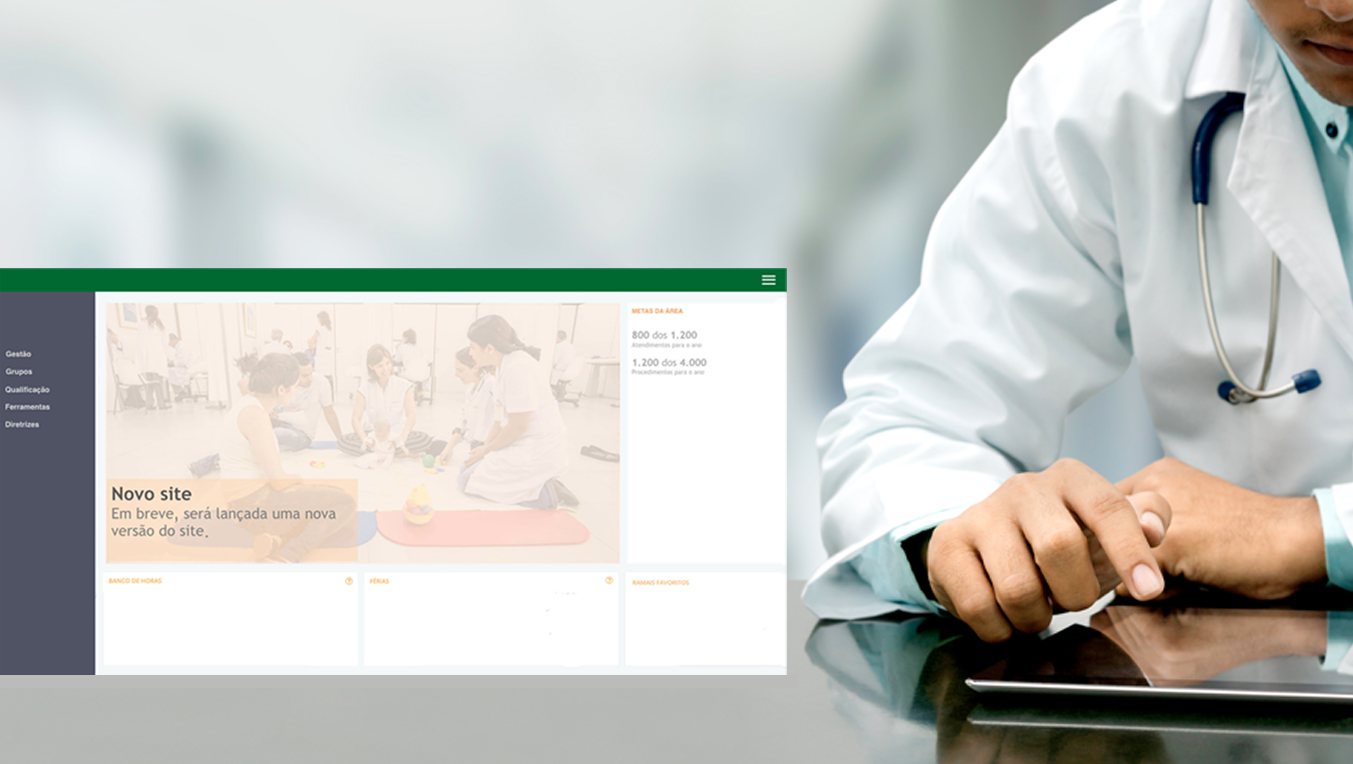 Gestão
Grupos
Qualificação
Ferramentas
Diretrizes
Novo site
Em breve, será lançada uma nova
versão do site.
METAS DA ÁREA
800 dos 1.200
Atendimentos para o ano
1.200 dos 4.000
Procedimentos para o ano
BANCO DE HORAS
FÉRIAS
RAMAIS FAVORITOS